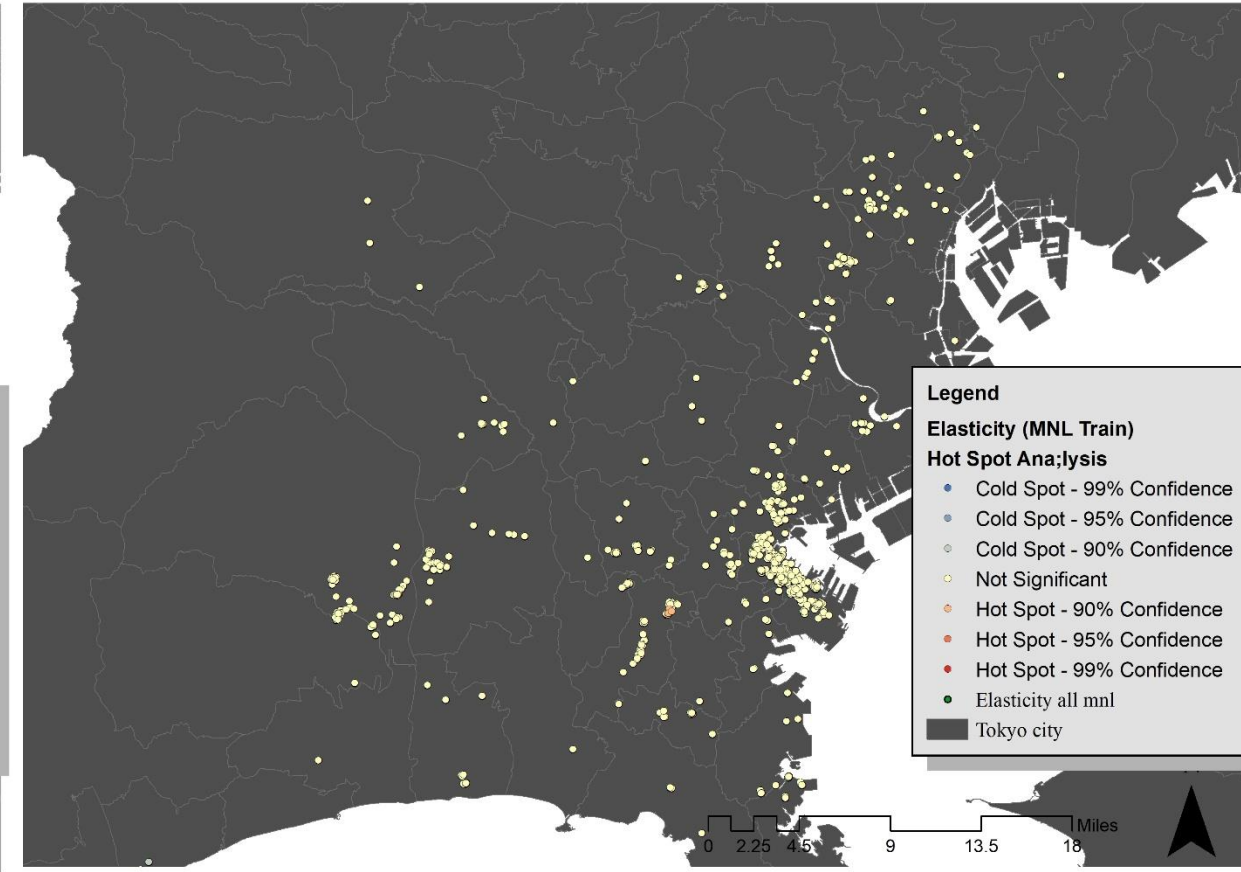 Legend
Elasticity (MNL Train)
Hot Spot Ana;lysis
Cold Spot - 99% Confidence
Cold Spot - 95% Confidence
Cold Spot - 90% Confidence
Not Significant
Hot Spot - 90% Confidence
Hot Spot - 95% Confidence
Hot Spot - 99% Confidence
Elasticity all mnl
Tokyo city
Miles
0 2.25 4.5 9 13.5 18